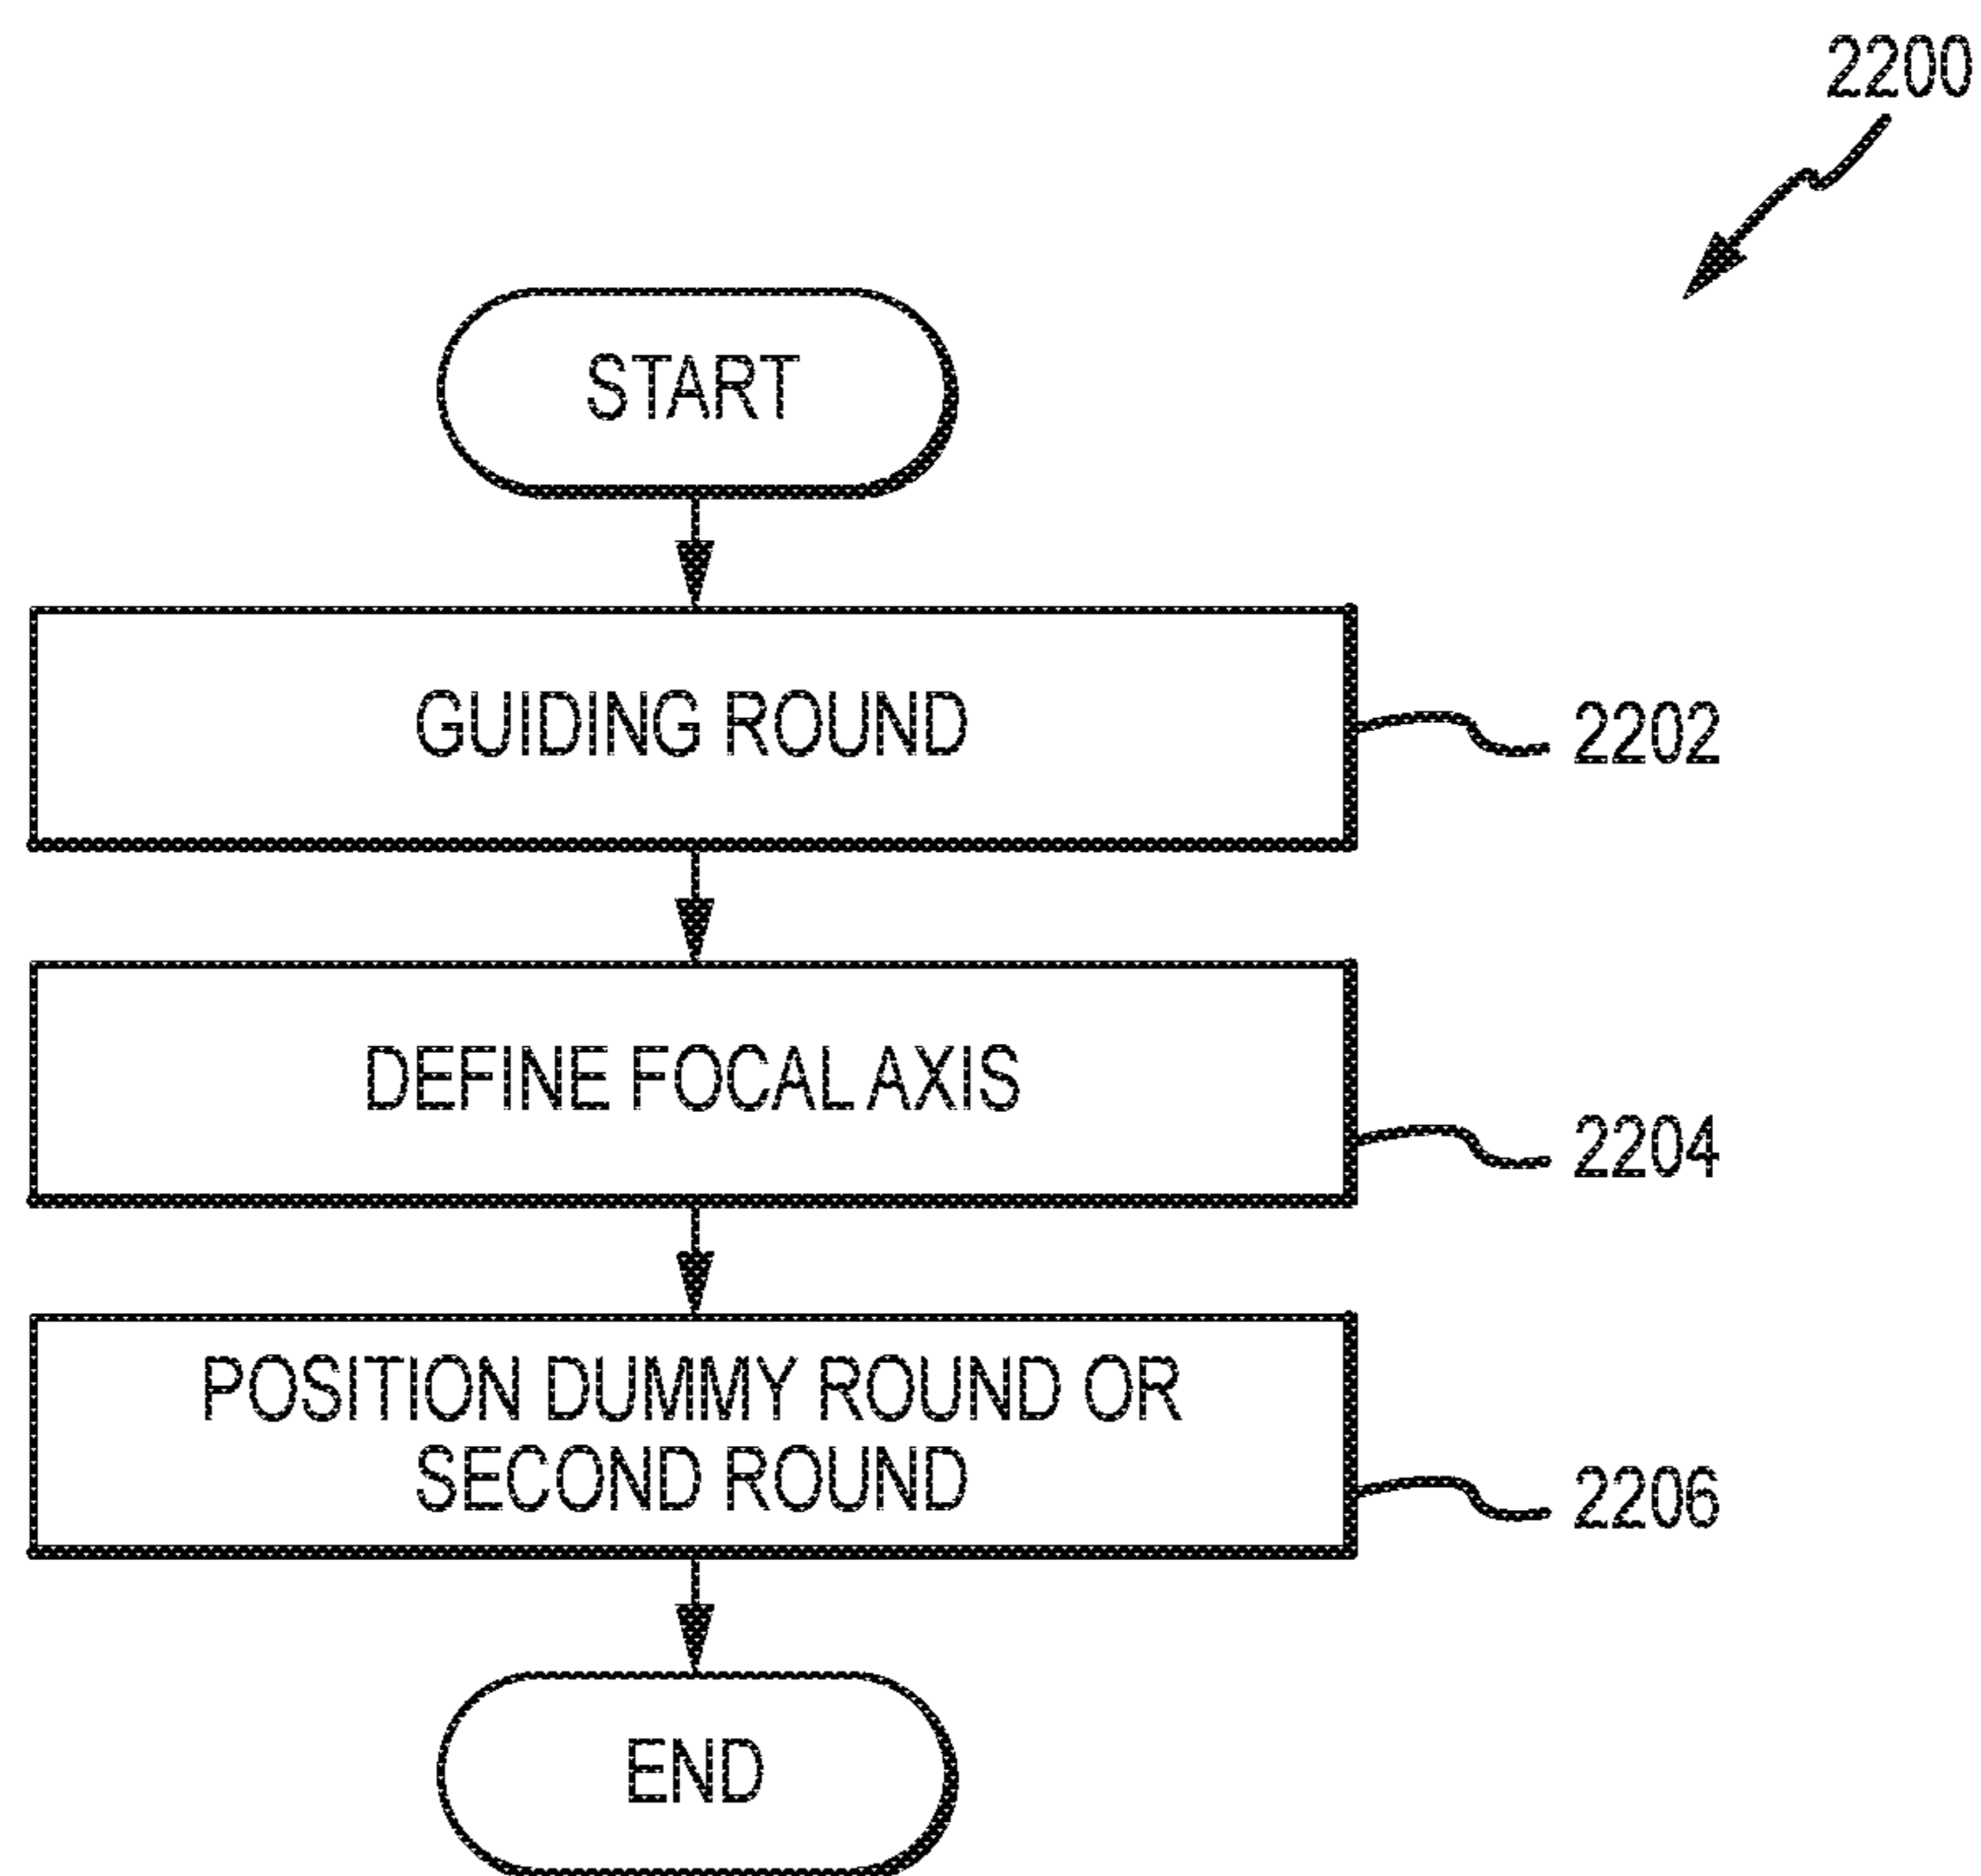 2200
START
GUIDING ROUND
2202
DEFINE FOCAL AXIS
2204
POSITION DUMMY ROUND OR
SECOND ROUND
2206
END